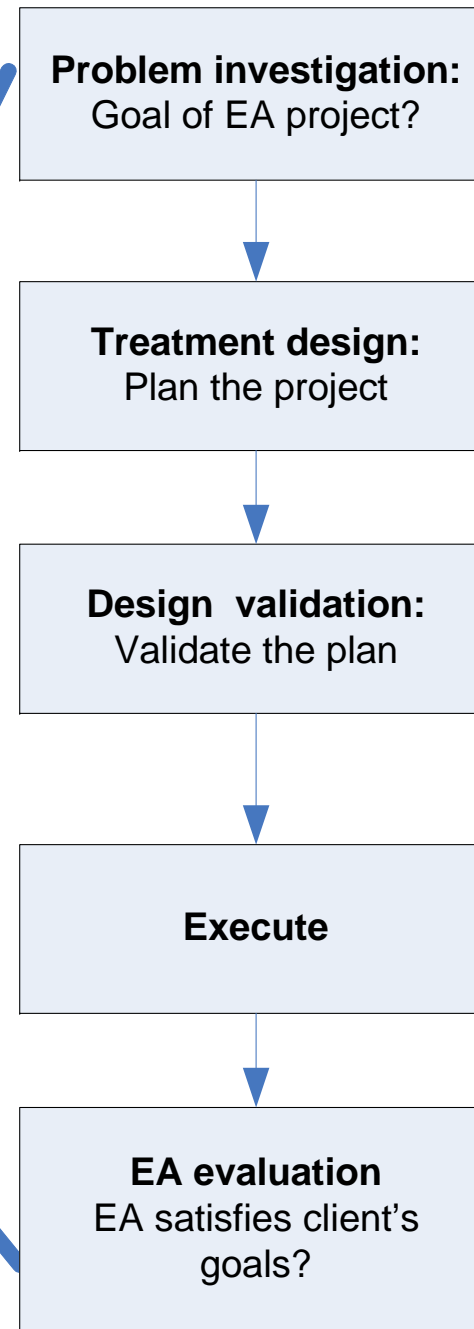 Problem investigation:
Goal of EA project?
Treatment design:
Plan the project
Design validation:
Validate the plan
Execute
EA evaluation
EA satisfies client’s
goals?